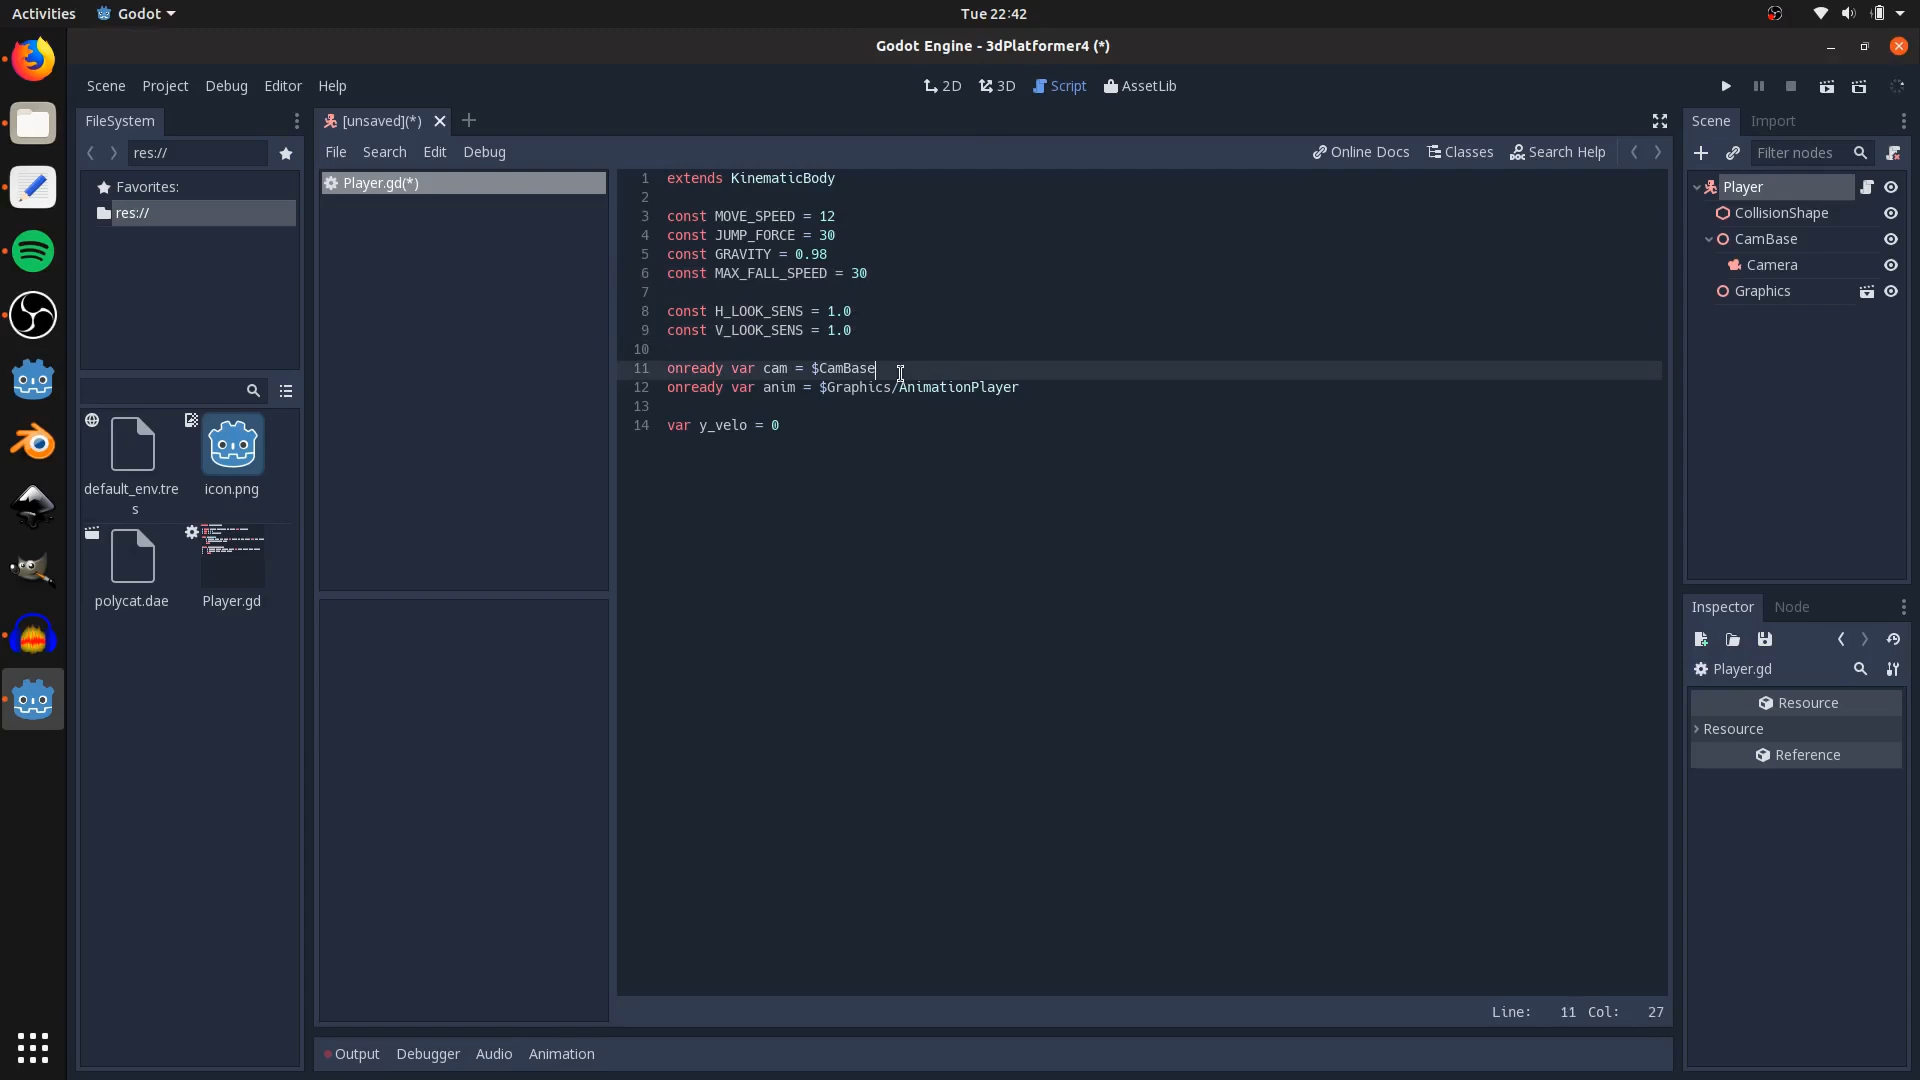 Activities Godot Tue 22:42
Godot Engine - 3dPlatformer4 (*)
Scene Project Debug Editor Help 2D 3D Script AssetLib
FileSystem [unsaved](*) Scene Import
res:// File Search Edit Debug Online Docs Classes Search Help Filter nodes
Favorites:
res://
Player.gd(*)
1 extends KinematicBody
2
3 const MOVE_SPEED = 12
4 const JUMP_FORCE = 30
5 const GRAVITY = 0.98
6 const MAX_FALL_SPEED = 30
7
8 const H_LOOK_SENS = 1.0
9 const V_LOOK_SENS = 1.0
10
11 onready var cam = $CamBase
12 onready var anim = $Graphics/AnimationPlayer
13
14 var y_velo = 0
Player
CollisionShape
CamBase
Camera
Graphics
default_env.tre
s
icon.png
polycat.dae
Player.gd
Inspector Node
Player.gd
Resource
Resource
Reference
Line: 11 Col: 27
Output Debugger Audio Animation